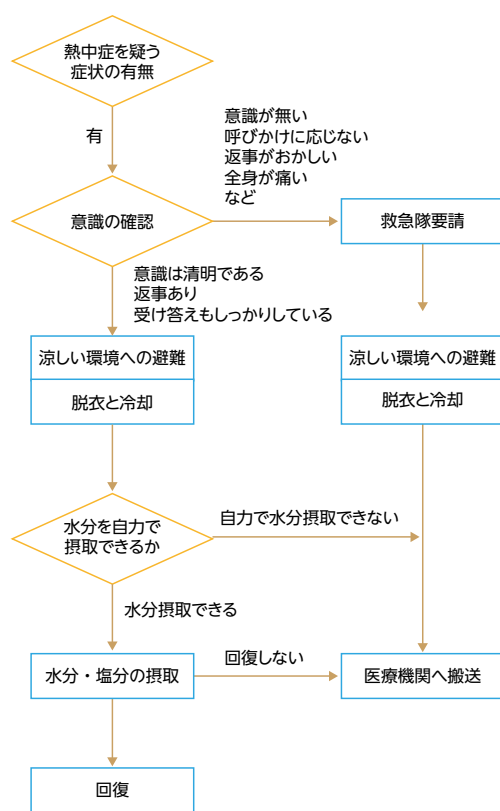 熱中症を疑う
症状の有無
有
意識が無い
呼びかけに応じない
返事がおかしい
全身が痛い
など
意識の確認
救急隊要請
意識は清明である
返事あり
受け答えもしっかりしている
涼しい環境への避難
脱衣と冷却
涼しい環境への避難
脱衣と冷却
水分を自力で
摂取できるか
自力で水分摂取できない
水分摂取できる
水分・塩分の摂取
回復しない
医療機関へ搬送
回復